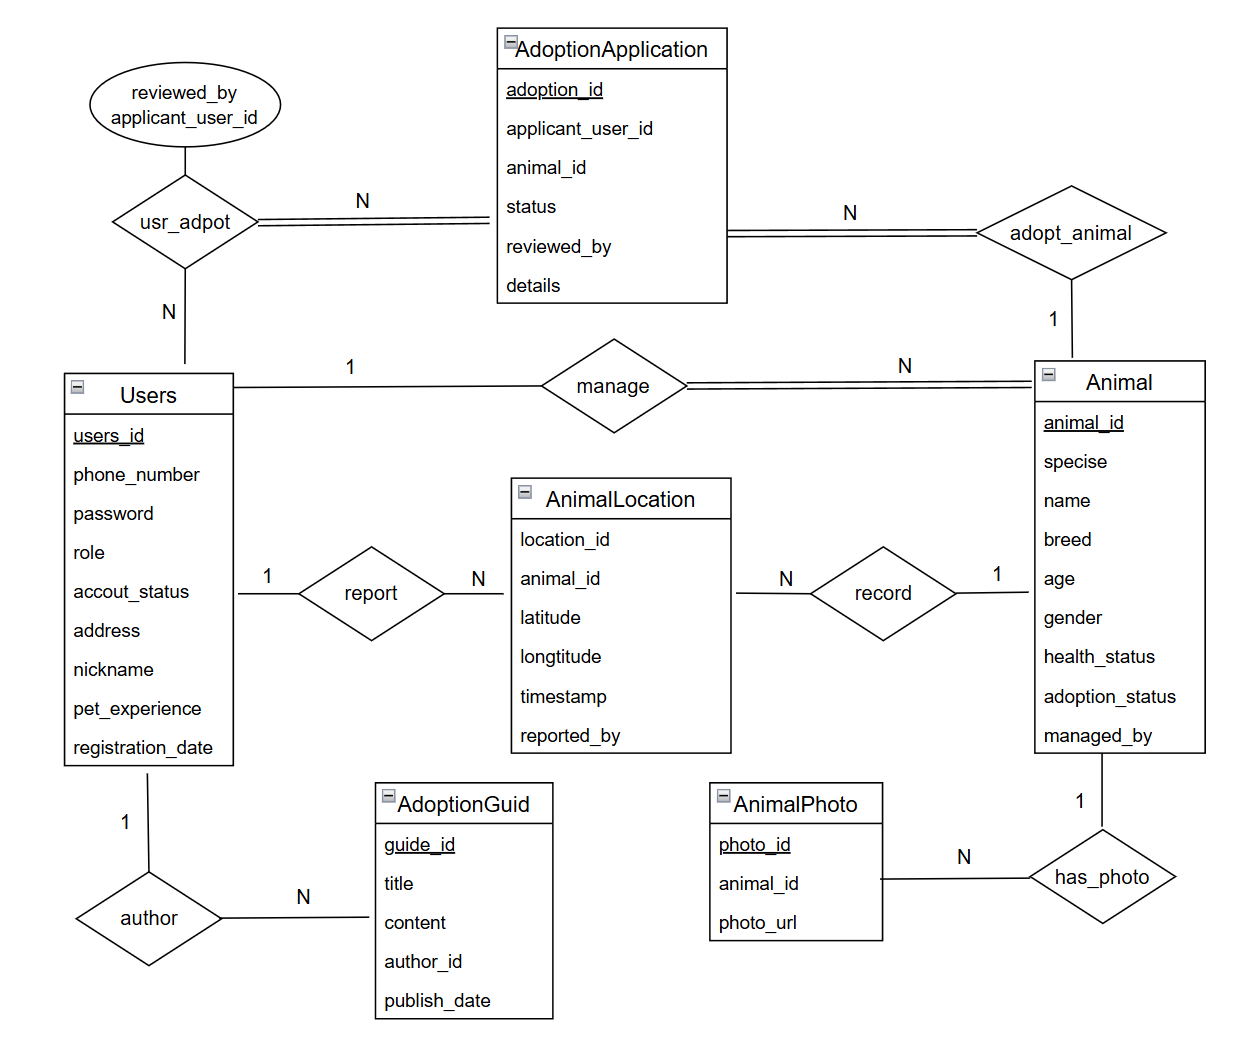 AdoptionApplication
adoption_id
applicant_user_id
animal_id
status
reviewed_by
details
reviewed_by
applicant_user_id
usr_adpot
N
N
N
adopt_animal
1
1
manage
N
Users
users_id
phone_number
password
role
accout_status
address
nickname
pet_experience
registration_date
1
report
N
AnimalLocation
location_id
animal_id
latitude
longtitude
timestamp
reported_by
N
record
1
Animal
animal_id
specise
name
breed
age
gender
health_status
adoption_status
managed_by
1
author
N
AdoptionGuid
guide_id
title
content
author_id
publish_date
AnimalPhoto
photo_id
animal_id
photo_url
N
1
has_photo